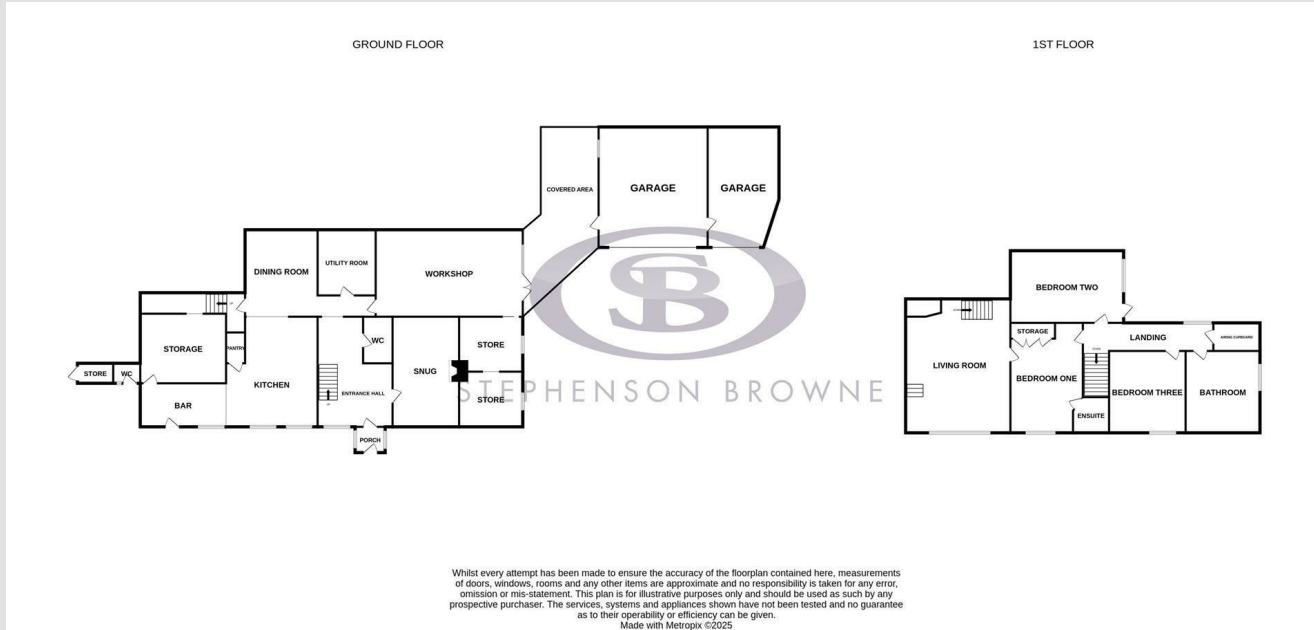 GROUND FLOOR
1ST FLOOR
COVERED AREA
GARAGE
GARAGE
DINING ROOM
UTILITY ROOM
WORKSHOP
STORAGE
PANTRY
WC
STORE
STORE
WC
KITCHEN
SNUG
ENTRANCE HALL
STORE
BAR
PORCH
BEDROOM TWO
STORAGE
LANDING
AIRING CUPBOARD
LIVING ROOM
BEDROOM ONE
BEDROOM THREE
BATHROOM
ENSUITE
SB
STEPHENSON BROWNE
Whilst every attempt has been made to ensure the accuracy of the floorplan contained here, measurements
of doors, windows, rooms and any other items are approximate and no responsibility is taken for any error,
omission or mis-statement. This plan is for illustrative purposes only and should be used as such by any
prospective purchaser. The services, systems and appliances shown have not been tested and no guarantee
as to their operability or efficiency can be given.
Made with Metropix ©2025